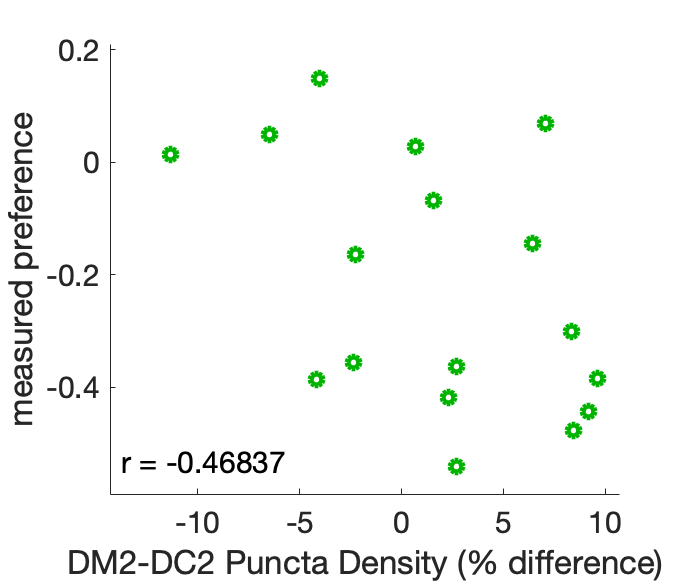 0.2
0
-0.2
-0.4
measured preference
r = -0.46837
-10 -5 0 5 10
DM2-DC2 Puncta Density (% difference)